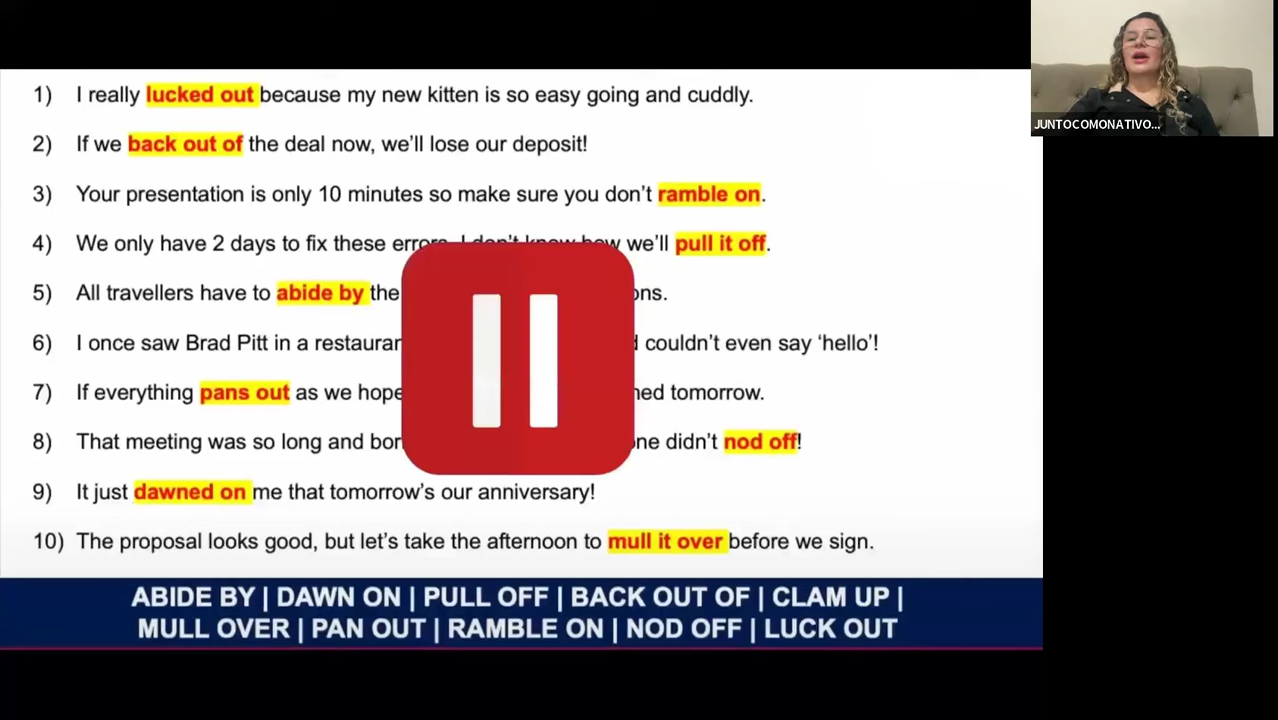 JUNTOCOMONATIVO...
1) I really lucked out because my new kitten is so easy going and cuddly.
2) If we back out of the deal now, we'll lose our deposit!
3) Your presentation is only 10 minutes so make sure you don't ramble on.
4) We only have 2 days to fix these errors, I don't know how we'll pull it off.
5) All travellers have to abide by the
6) I once saw Brad Pitt in a couldn't even say 'hello'!
7) If everything pans out as we hope tomorrow.
8) That meeting was so long and didn't nod off!
9) It just dawned on me that tomorrow's our anniversary!
10) The proposal looks good, but let's take the afternoon to mull it over before we sign.
ABIDE BY | DAWN ON | PULL OFF | BACK OUT OF | CLAM UP |
MULL OVER | PAN OUT | RAMBLE ON | NOD OFF | LUCK OUT